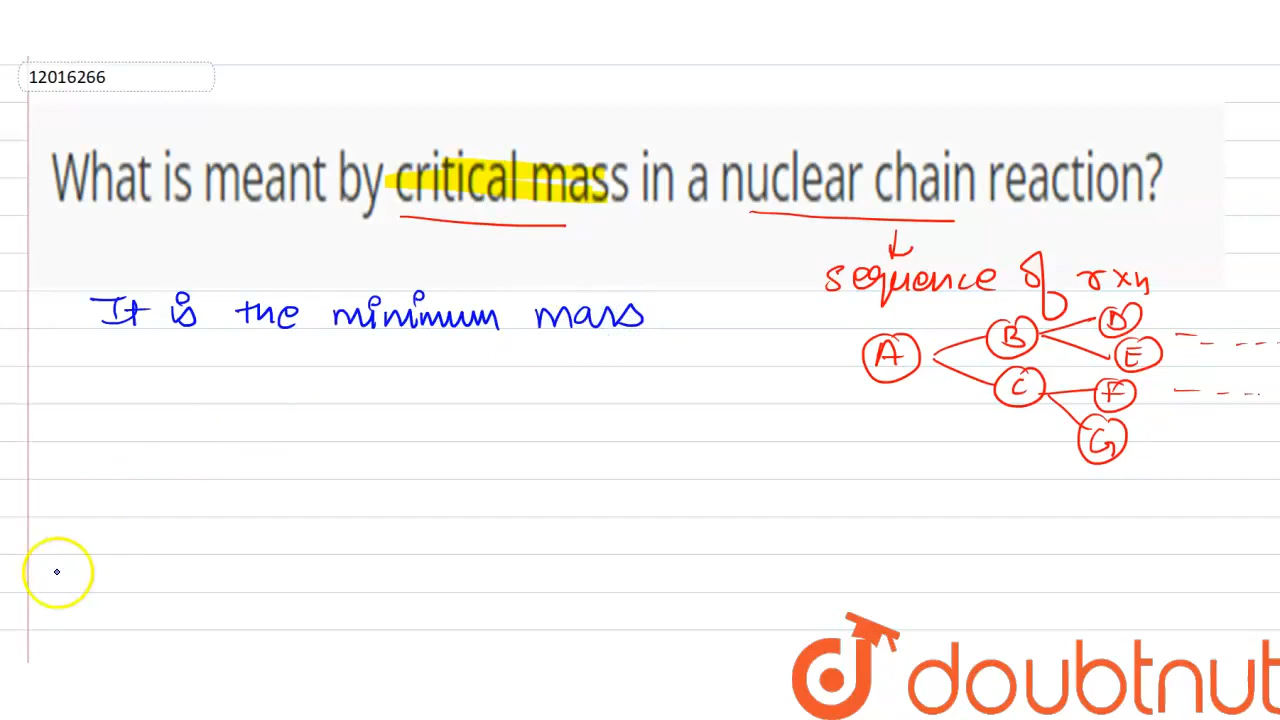 12016266
What is meant by critical mass in a nuclear chain reaction?
sequence of rxn
It is the minimum mass
A
B
C
D
E
F
G
doubtnut